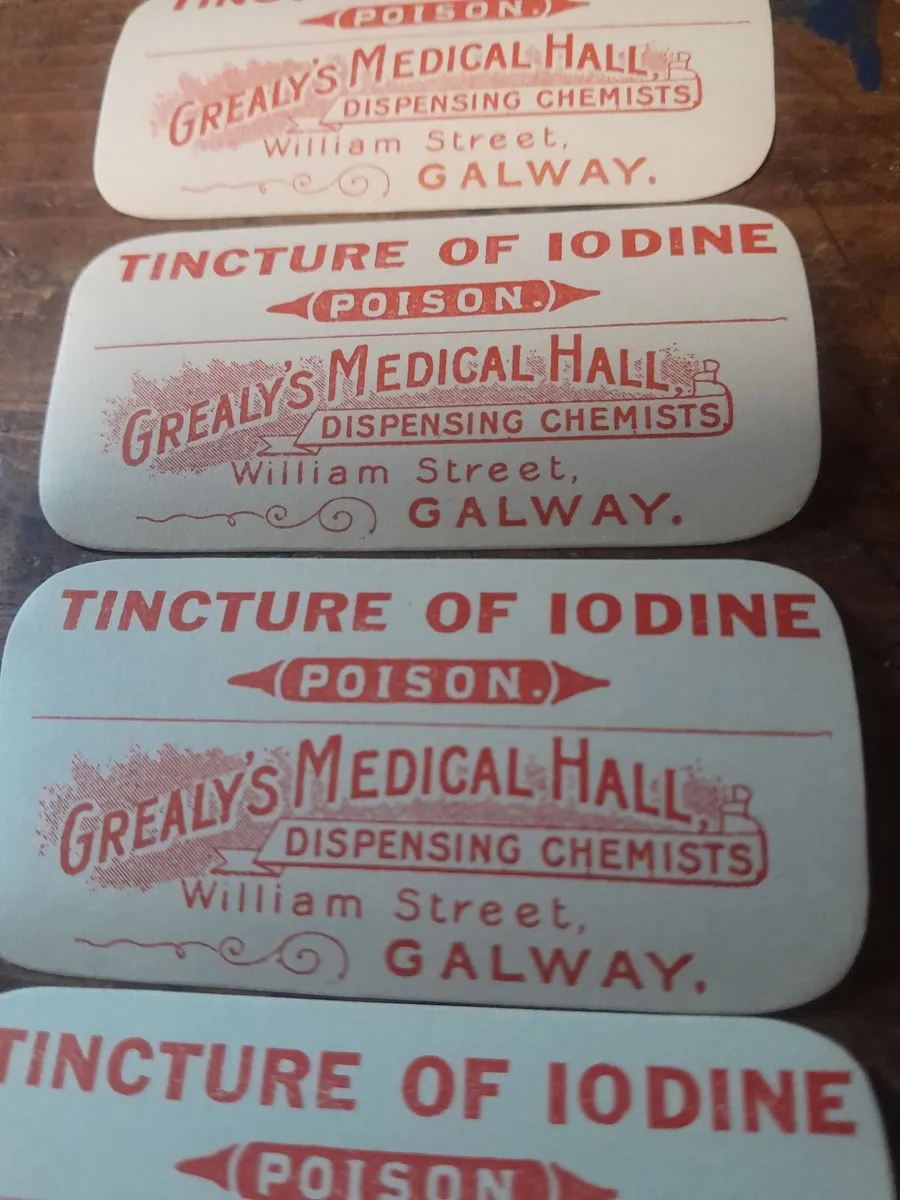 POISON.
GREALY'S MEDICAL HALL,
DISPENSING CHEMISTS
William Street,
GALWAY.
TINCTURE OF IODINE
POISON.
GREALY'S MEDICAL HALL,
DISPENSING CHEMISTS
William Street,
GALWAY.
TINCTURE OF IODINE
POISON.
GREALY'S MEDICAL HALL,
DISPENSING CHEMISTS
William Street,
GALWAY.
TINCTURE OF IODINE
POISON